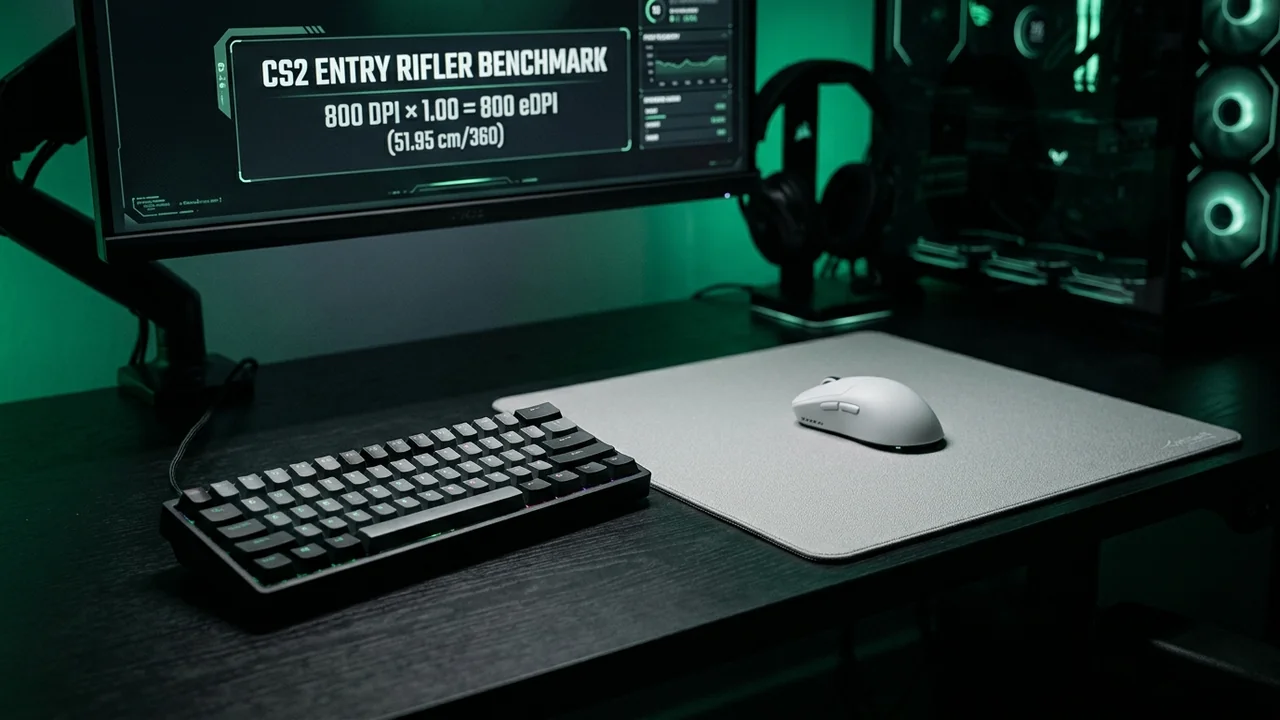 CS2 ENTRY RIFLER BENCHMARK
800 DPI × 1.00 = 800 eDPI
(51.95 cm/360)